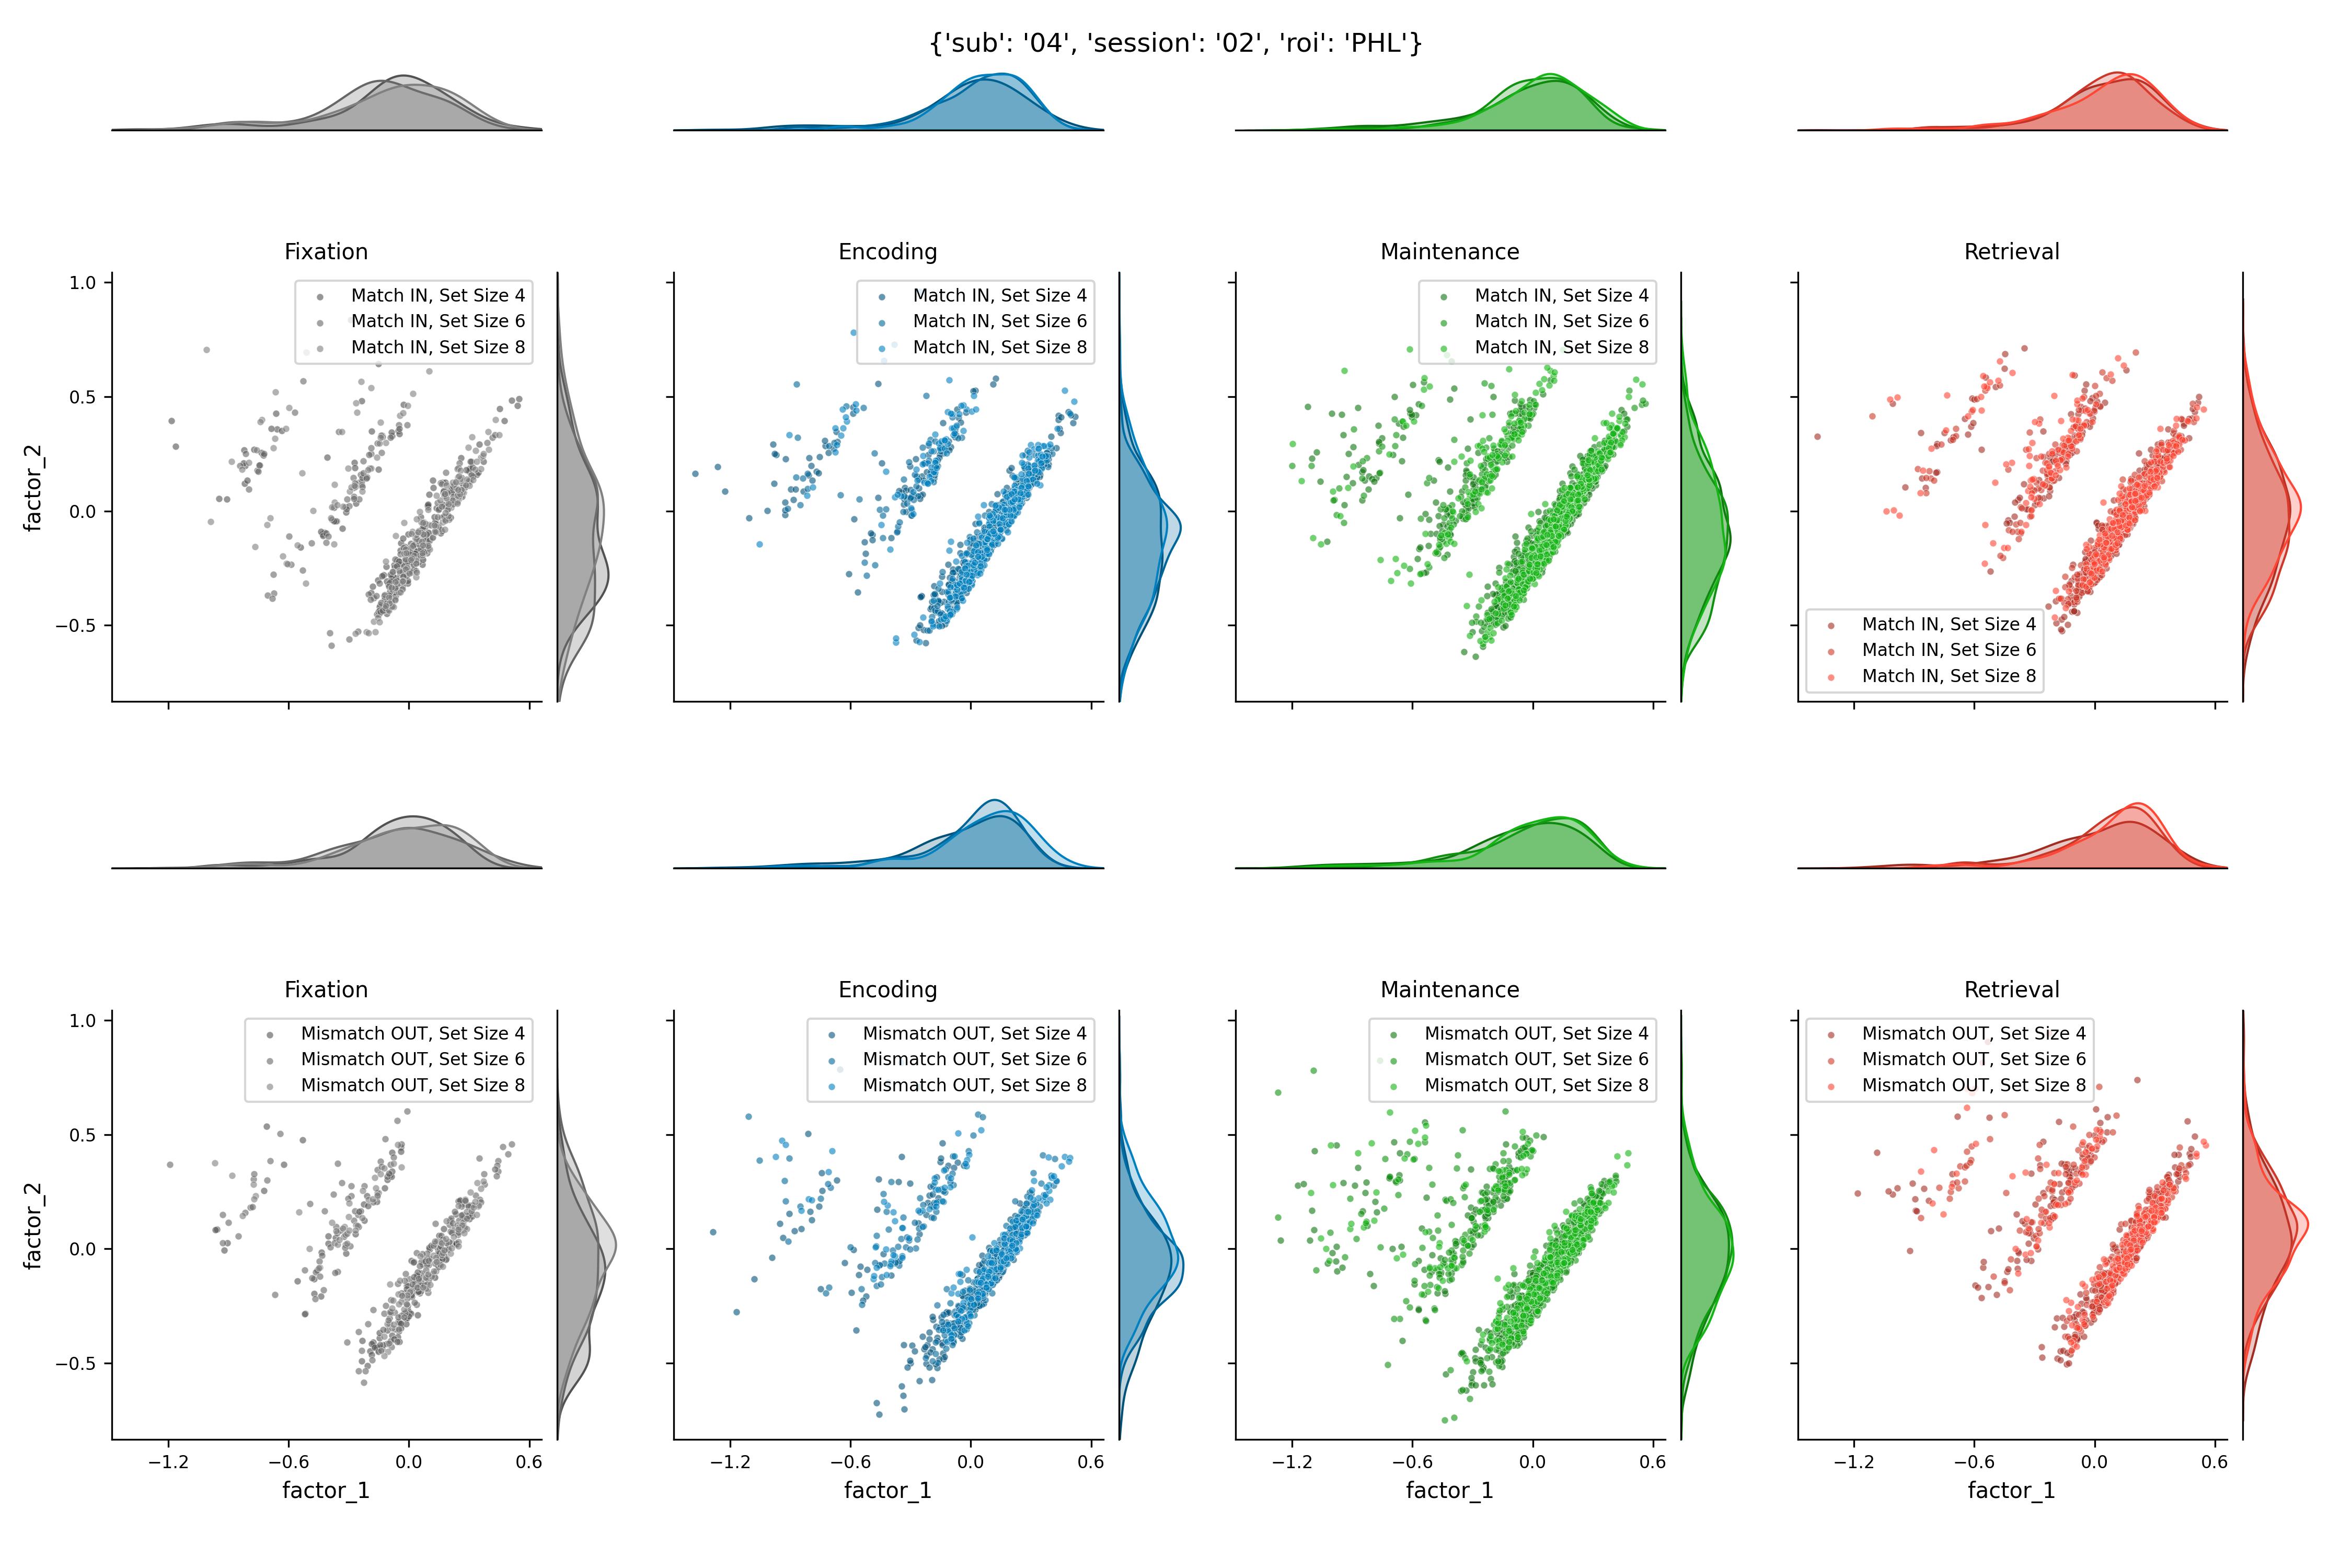 {'sub': '04', 'session': '02', 'roi': 'PHL'}
Fixation
Encoding
Maintenance
Retrieval
1.0
0.5
0.0
−0.5
factor_2
Match IN, Set Size 4
Match IN, Set Size 6
Match IN, Set Size 8
Match IN, Set Size 4
Match IN, Set Size 6
Match IN, Set Size 8
Match IN, Set Size 4
Match IN, Set Size 6
Match IN, Set Size 8
Match IN, Set Size 4
Match IN, Set Size 6
Match IN, Set Size 8
Fixation
Encoding
Maintenance
Retrieval
1.0
0.5
0.0
−0.5
factor_2
Mismatch OUT, Set Size 4
Mismatch OUT, Set Size 6
Mismatch OUT, Set Size 8
Mismatch OUT, Set Size 4
Mismatch OUT, Set Size 6
Mismatch OUT, Set Size 8
Mismatch OUT, Set Size 4
Mismatch OUT, Set Size 6
Mismatch OUT, Set Size 8
Mismatch OUT, Set Size 4
Mismatch OUT, Set Size 6
Mismatch OUT, Set Size 8
−1.2 −0.6 0.0 0.6
−1.2 −0.6 0.0 0.6
−1.2 −0.6 0.0 0.6
−1.2 −0.6 0.0 0.6
factor_1
factor_1
factor_1
factor_1